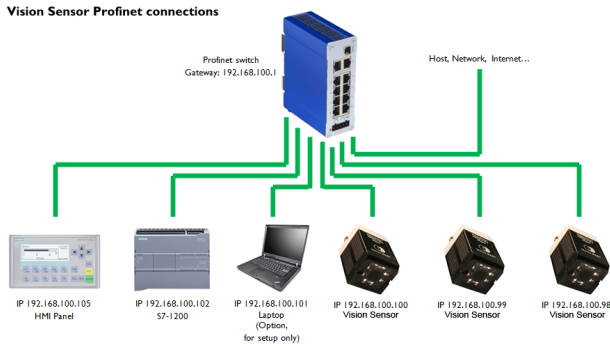 Vision Sensor Profinet connections
Profinet switch
Gateway: 192.168.100.1
Host, Network, Internet...
IP 192.168.100.105
HMI Panel
IP 192.168.100.102
S7-1200
IP 192.168.100.101
Laptop
(Option,
for setup only)
IP 192.168.100.100
Vision Sensor
IP 192.168.100.99
Vision Sensor
IP 192.168.100.98
Vision Sensor